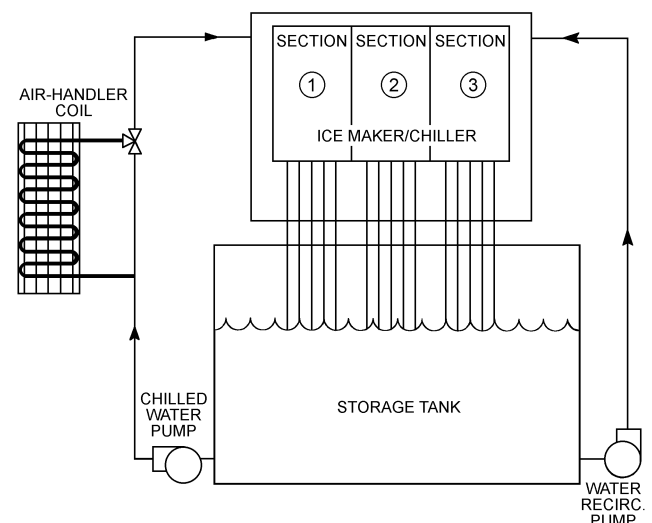 SECTION SECTION SECTION
1 2 3
ICE MAKER/CHILLER
AIR-HANDLER
COIL
CHILLED
WATER
PUMP
STORAGE TANK
WATER
RECIRC.
PUMP